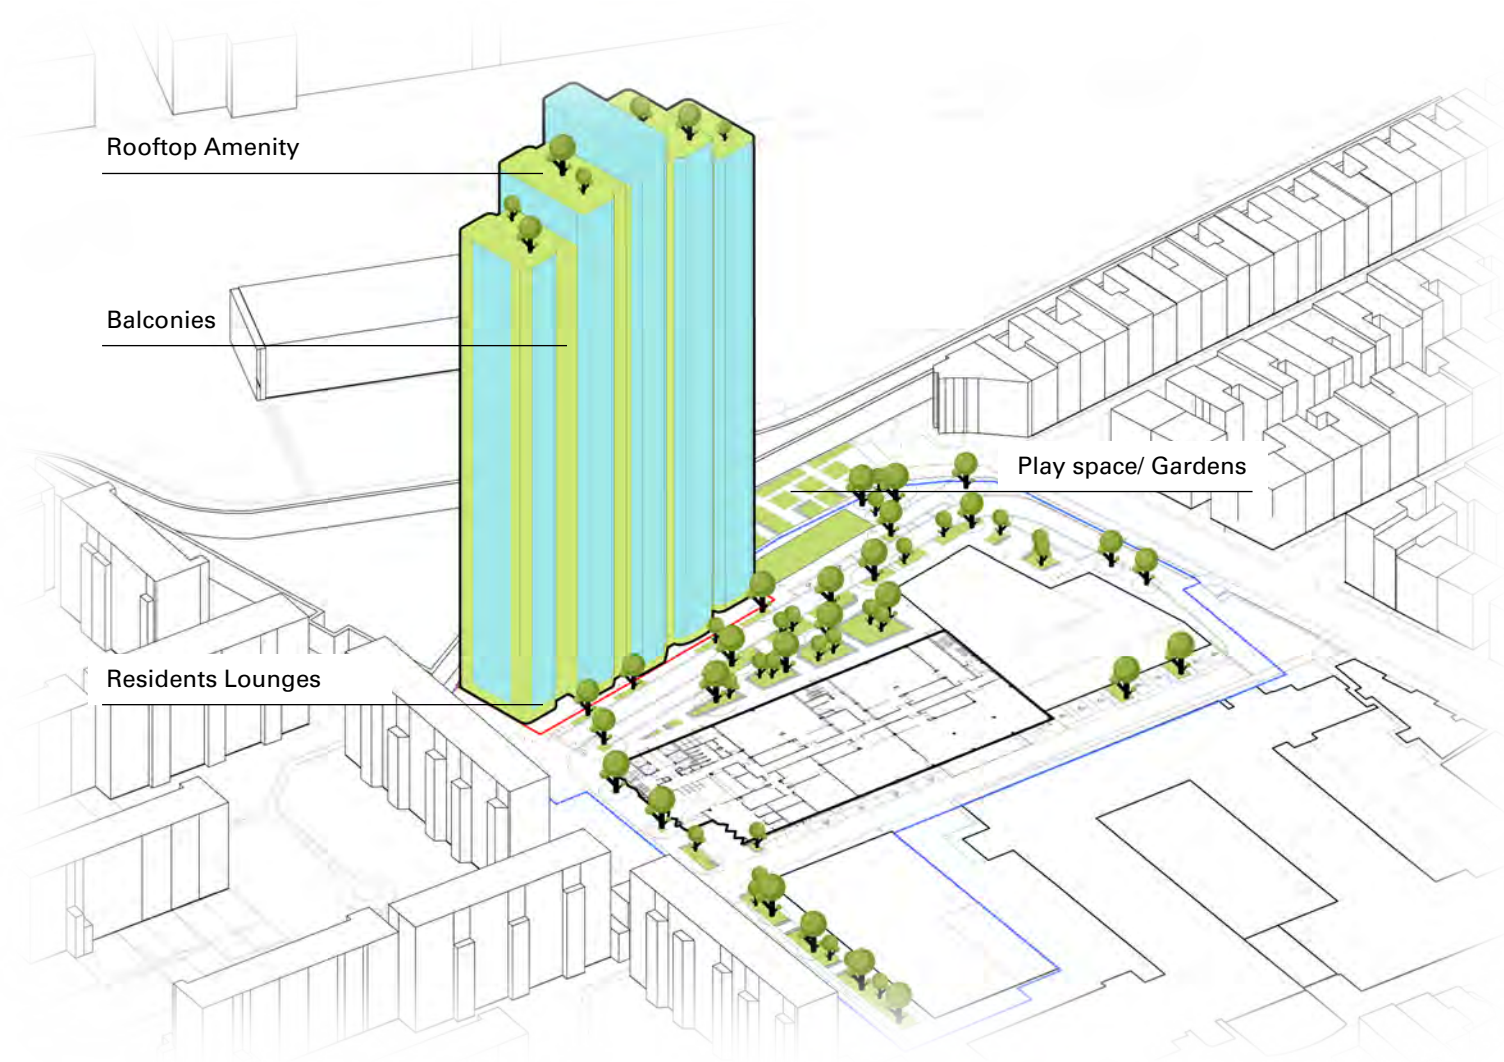 Rooftop Amenity
Balconies
Play space/ Gardens
Residents Lounges